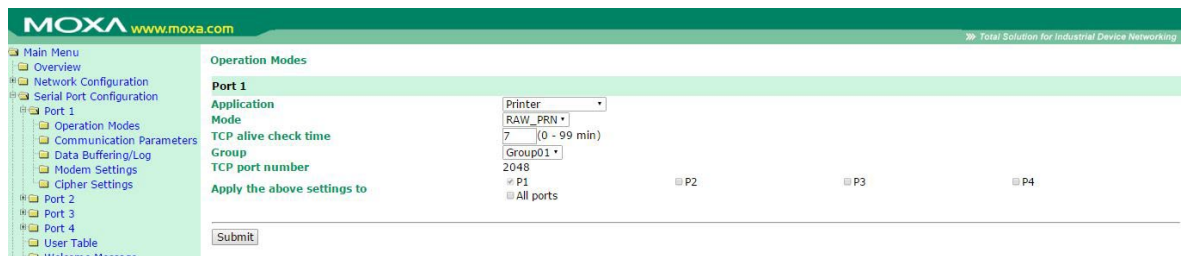 MOXA www.moxa.com
Total Solution for Industrial Device Networking
Main Menu
Overview
Network Configuration
Serial Port Configuration
Port 1
Operation Modes
Communication Parameters
Data Buffering/Log
Modem Settings
Cipher Settings
Port 2
Port 3
Port 4
User Table
Welcome Message
Operation Modes
Port 1
Application Printer
Mode RAW_PRN
TCP alive check time 7 (0 - 99 min)
Group Group01
TCP port number 2048
Apply the above settings to P1 P2 P3 P4
All ports
Submit